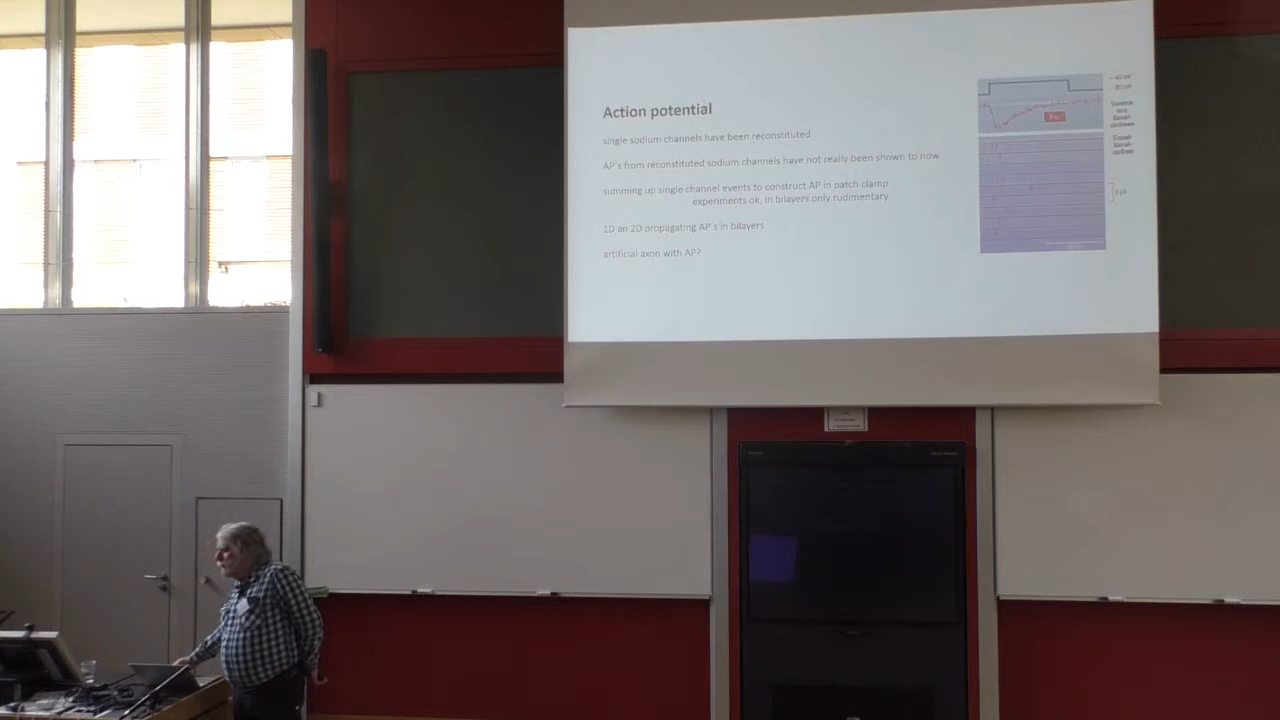 Action potential
single sodium channels have been reconstituted
AP's from reconstituted sodium channels have not really been shown to now
summing up single channel events to construct AP in patch clamp
experiments ok, in bilayers only rudimentary
1D an 2D propagating AP's in bilayers
artificial axon with AP?